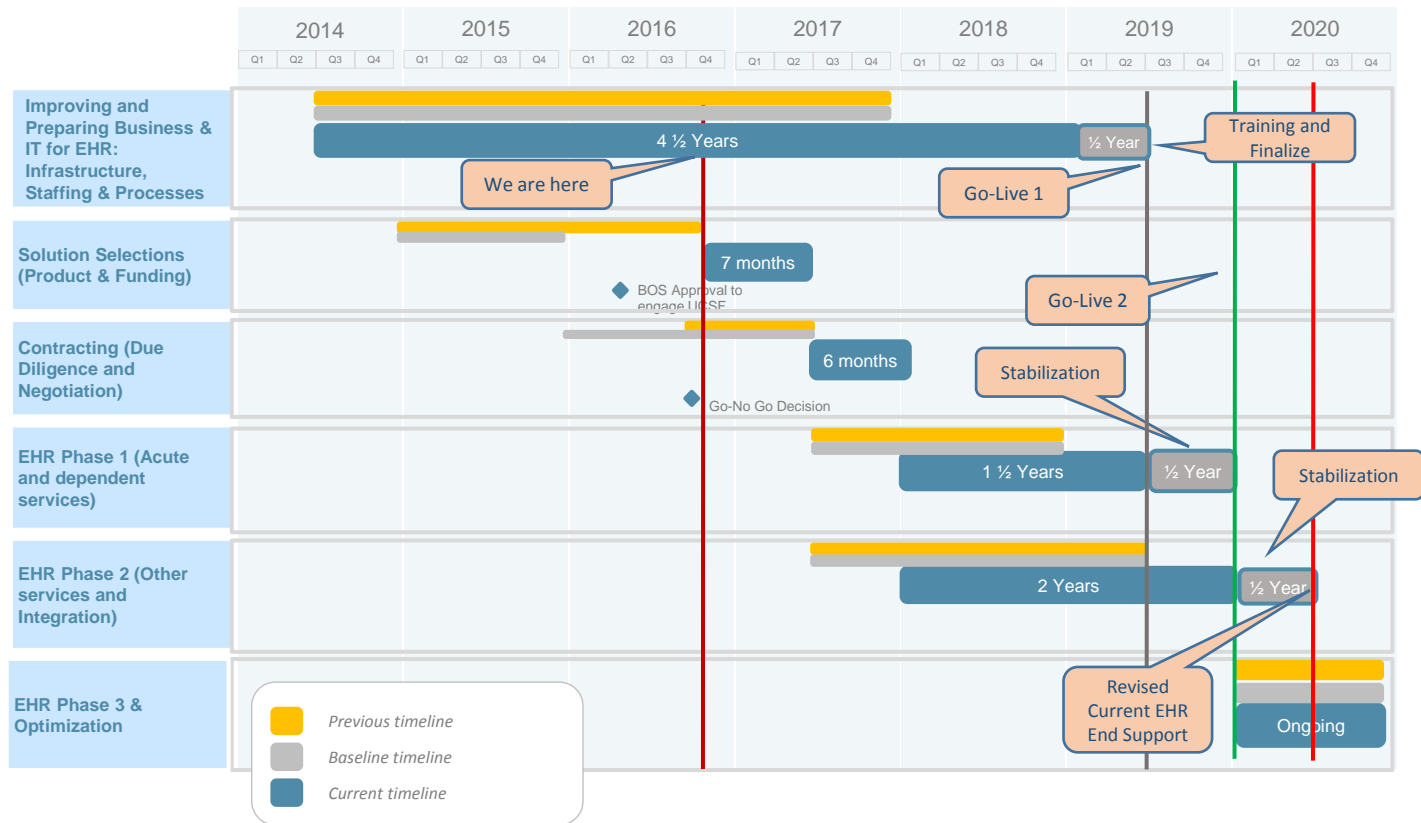 2014 2015 2016 2017 2018 2019 2020
Q1 Q2 Q3 Q4 Q1 Q2 Q3 Q4 Q1 Q2 Q3 Q4 Q1 Q2 Q3 Q4 Q1 Q2 Q3 Q4 Q1 Q2 Q3 Q4 Q1 Q2 Q3 Q4
Improving and
Preparing Business &
IT for EHR:
Infrastructure,
Staffing & Processes
4 ½ Years
½ Year
Training and
Finalize
We are here
Go-Live 1
Solution Selections
(Product & Funding)
7 months
BOS Approval to
engage UCSF
Go-Live 2
Contracting (Due
Diligence and
Negotiation)
6 months
Go-No Go Decision
Stabilization
EHR Phase 1 (Acute
and dependent
services)
1 ½ Years
½ Year
Stabilization
EHR Phase 2 (Other
services and
Integration)
2 Years
½ Year
EHR Phase 3 &
Optimization
Revised
Current EHR
End Support
Ongoing
Previous timeline
Baseline timeline
Current timeline